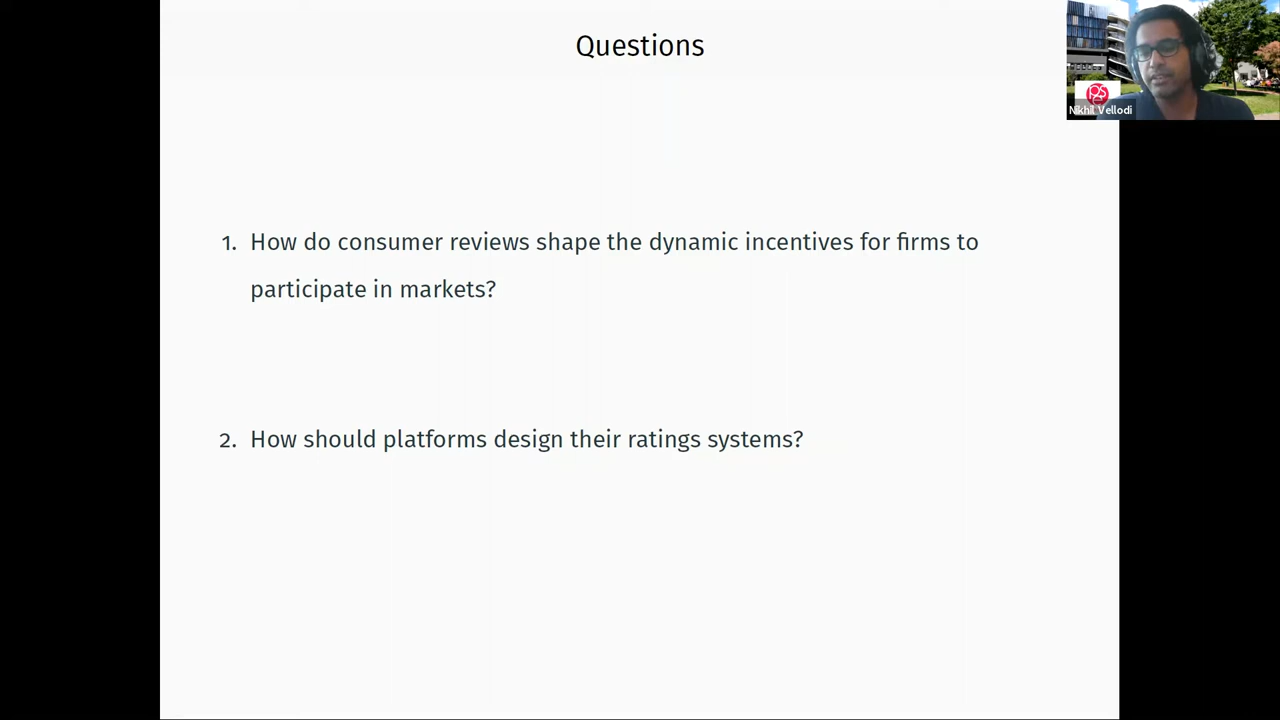 Questions
Nikhil Vellodi
1. How do consumer reviews shape the dynamic incentives for firms to
participate in markets?
2. How should platforms design their ratings systems?